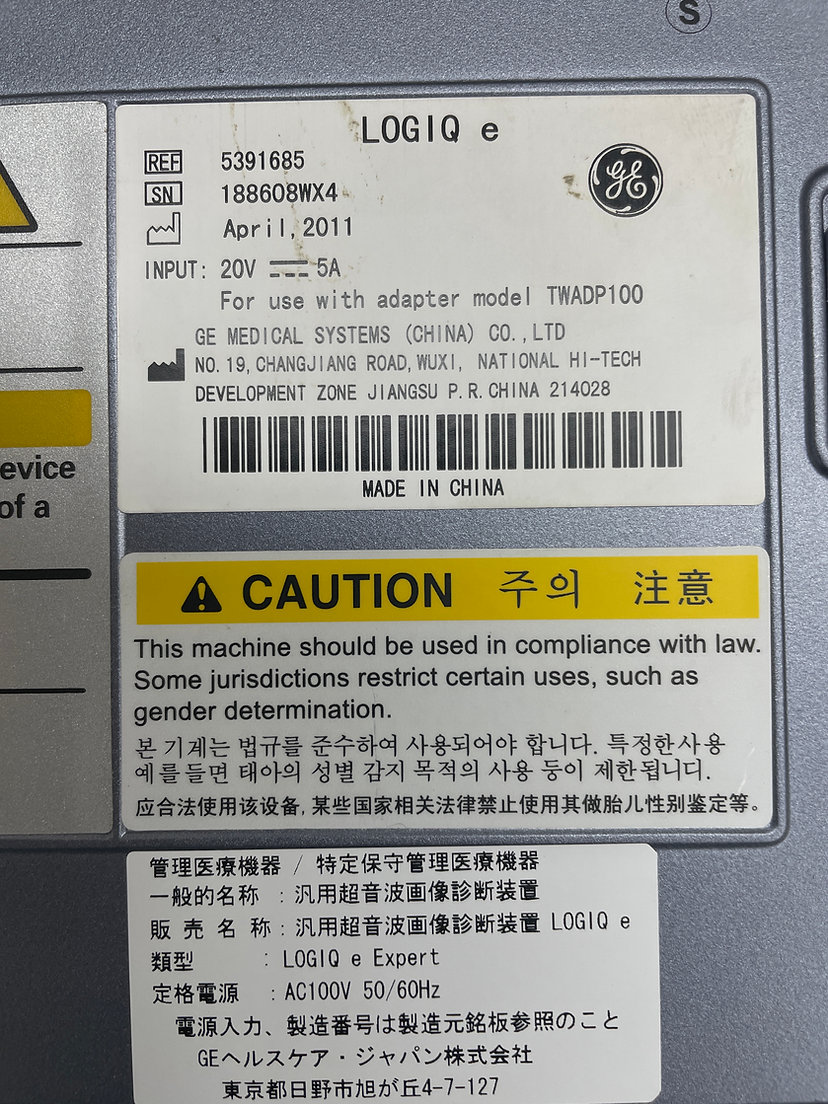 S
LOGIQ e
GE
REF 5391685
SN 188608WX4
April, 2011
INPUT: 20V ⎓ 5A
For use with adapter model TWADP100
GE MEDICAL SYSTEMS (CHINA) CO.,LTD
NO. 19, CHANGJIANG ROAD, WUXI, NATIONAL HI-TECH
DEVELOPMENT ZONE JIANGSU P.R.CHINA 214028
MADE IN CHINA
evice
of a
CAUTION 주의 注意
This machine should be used in compliance with law.
Some jurisdictions restrict certain uses, such as
gender determination.
본 기계는 법규를 준수하여 사용되어야 합니다. 특정한사용
예를들면 태아의 성별 감지 목적의 사용 등이 제한됩니다.
应合法使用该设备, 某些国家相关法律禁止使用其做胎儿性别鉴定等。
管理医療機器 / 特定保守管理医療機器
一般的名称 : 汎用超音波画像診断装置
販売名称 : 汎用超音波画像診断装置 LOGIQ e
類型 : LOGIQ e Expert
定格電源 : AC100V 50/60Hz
電源入力、製造番号は製造元銘板参照のこと
GEヘルスケア・ジャパン株式会社
東京都日野市旭が丘4-7-127